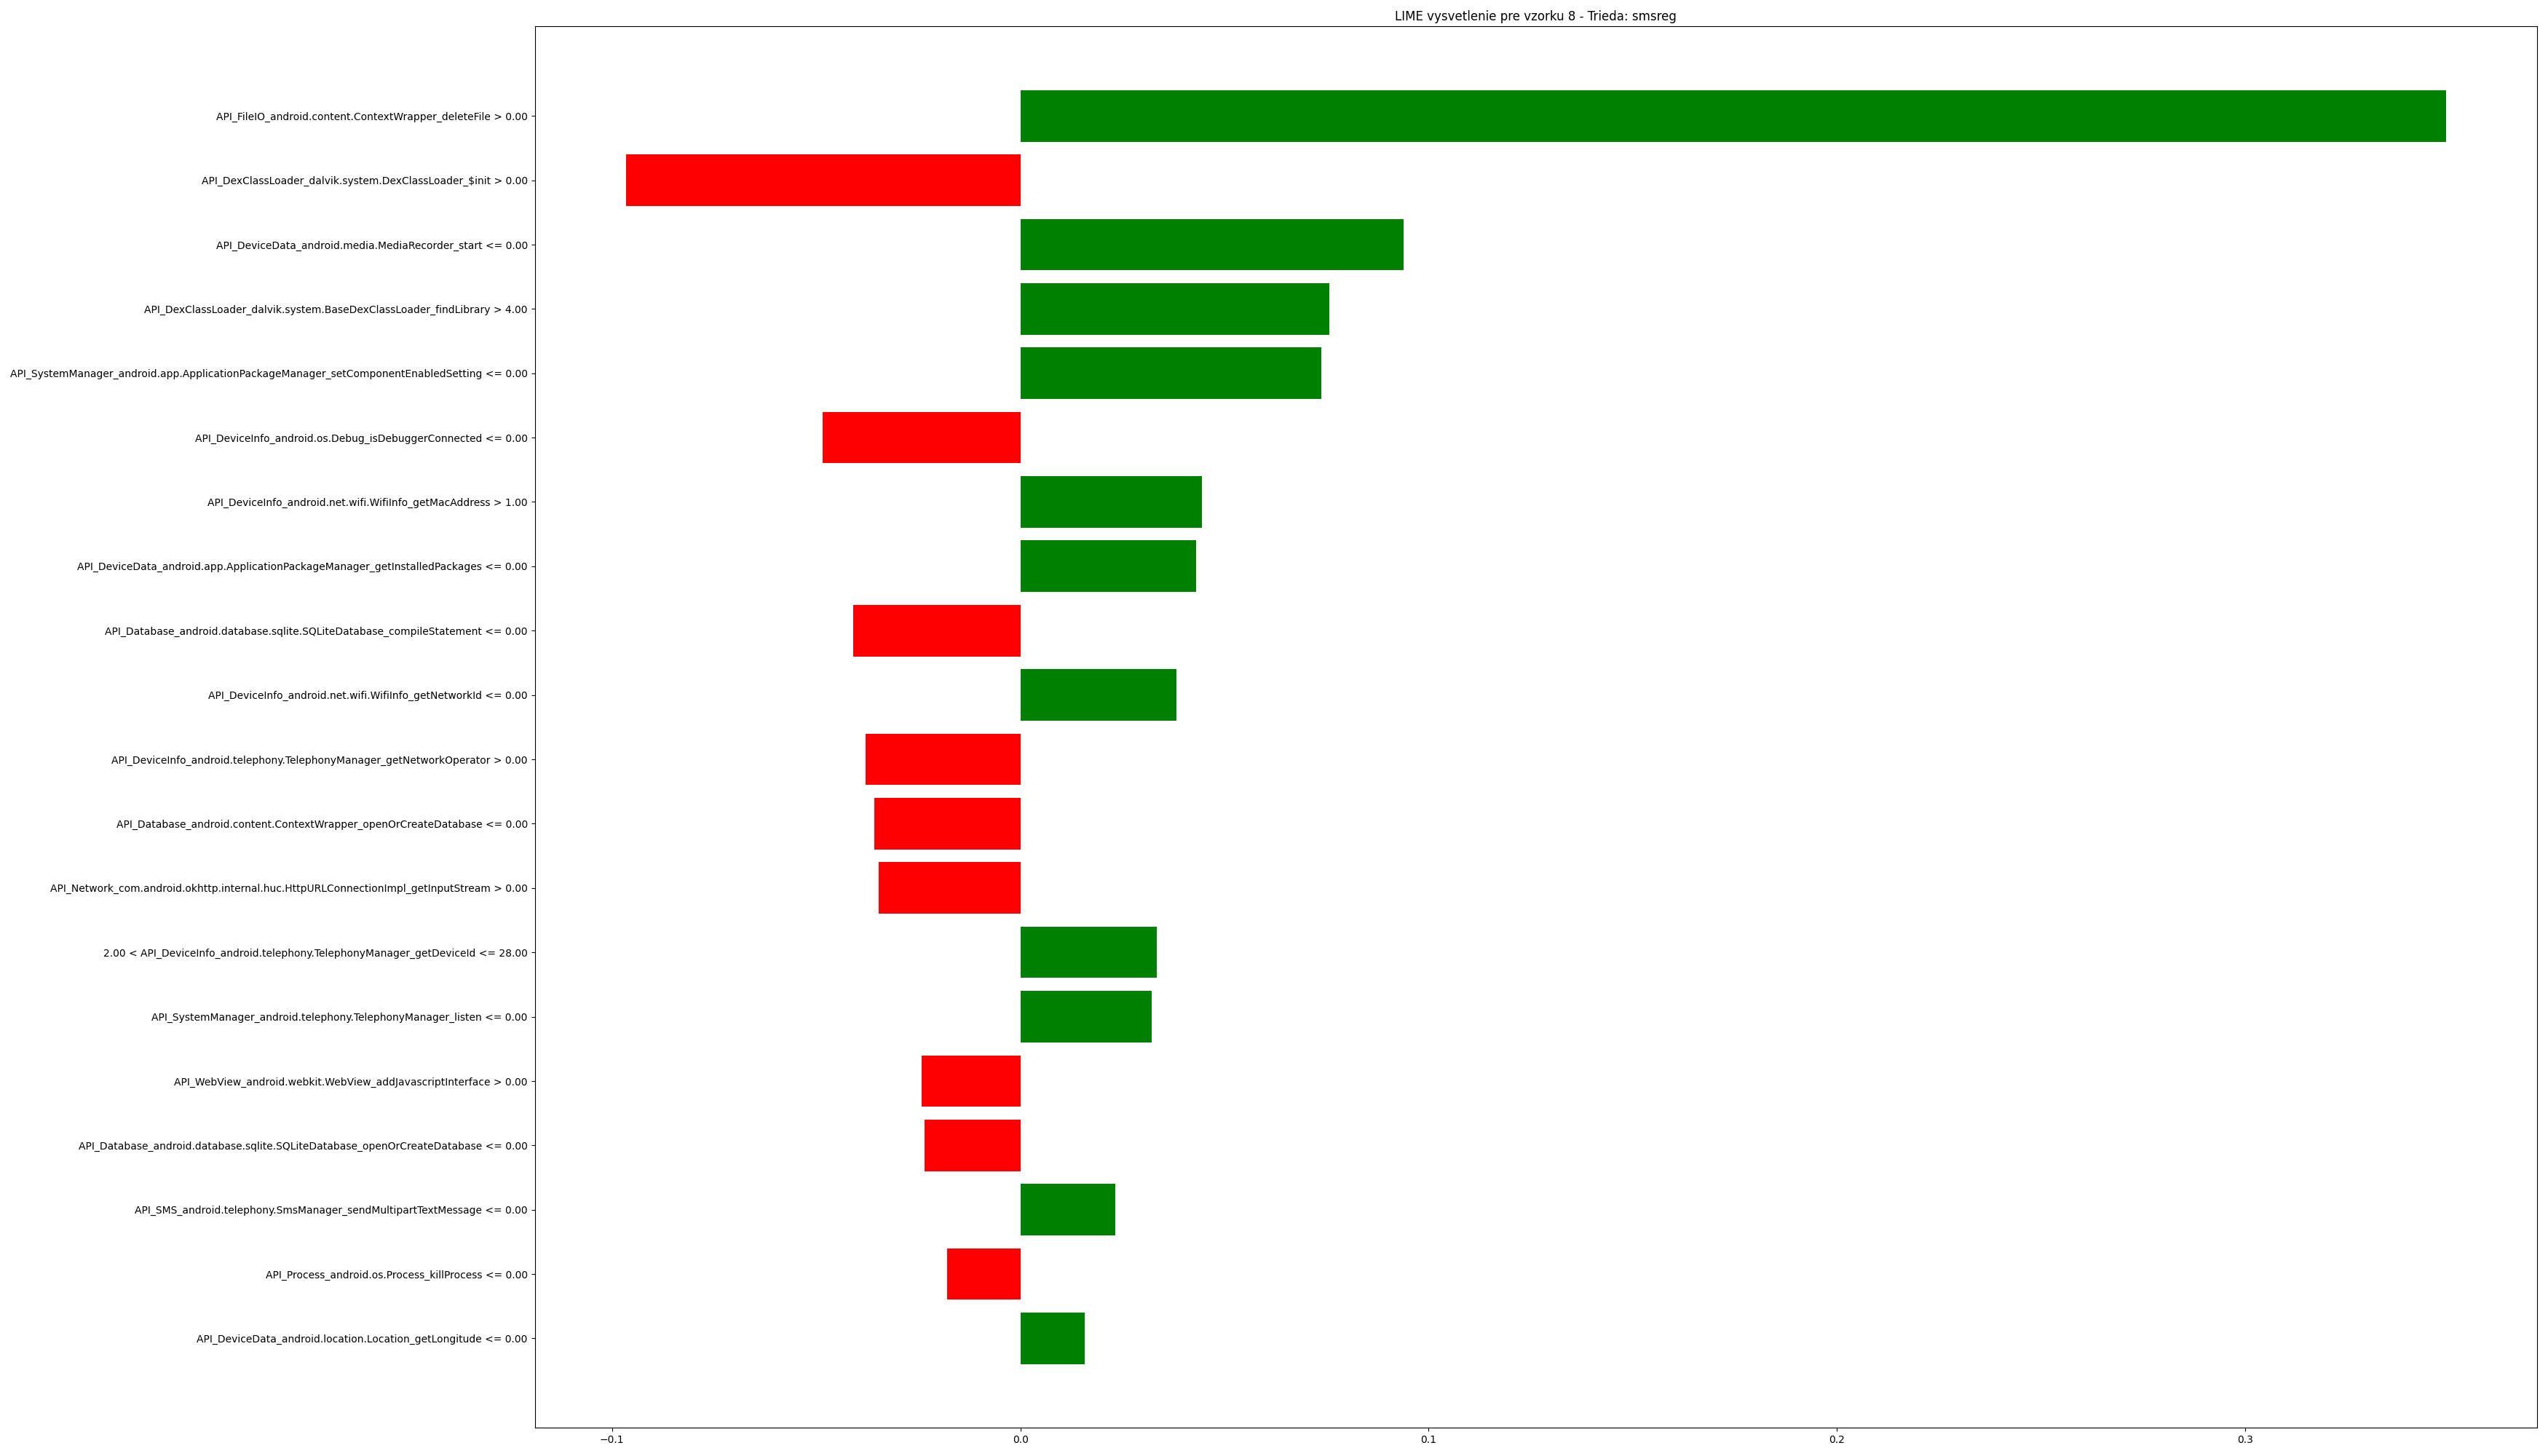 LIME vysvetlenie pre vzorku 8 - Trieda: smsreg
API_FileIO_android.content.ContextWrapper_deleteFile > 0.00
API_DexClassLoader_dalvik.system.DexClassLoader_$init > 0.00
API_DeviceData_android.media.MediaRecorder_start <= 0.00
API_DexClassLoader_dalvik.system.BaseDexClassLoader_findLibrary > 4.00
API_SystemManager_android.app.ApplicationPackageManager_setComponentEnabledSetting <= 0.00
API_DeviceInfo_android.os.Debug_isDebuggerConnected <= 0.00
API_DeviceInfo_android.net.wifi.WifiInfo_getMacAddress > 1.00
API_DeviceData_android.app.ApplicationPackageManager_getInstalledPackages <= 0.00
API_Database_android.database.sqlite.SQLiteDatabase_compileStatement <= 0.00
API_DeviceInfo_android.net.wifi.WifiInfo_getNetworkId <= 0.00
API_DeviceInfo_android.telephony.TelephonyManager_getNetworkOperator > 0.00
API_Database_android.content.ContextWrapper_openOrCreateDatabase <= 0.00
API_Network_com.android.okhttp.internal.huc.HttpURLConnectionImpl_getInputStream > 0.00
2.00 < API_DeviceInfo_android.telephony.TelephonyManager_getDeviceId <= 28.00
API_SystemManager_android.telephony.TelephonyManager_listen <= 0.00
API_WebView_android.webkit.WebView_addJavascriptInterface > 0.00
API_Database_android.database.sqlite.SQLiteDatabase_openOrCreateDatabase <= 0.00
API_SMS_android.telephony.SmsManager_sendMultipartTextMessage <= 0.00
API_Process_android.os.Process_killProcess <= 0.00
API_DeviceData_android.location.Location_getLongitude <= 0.00
−0.1 0.0 0.1 0.2 0.3